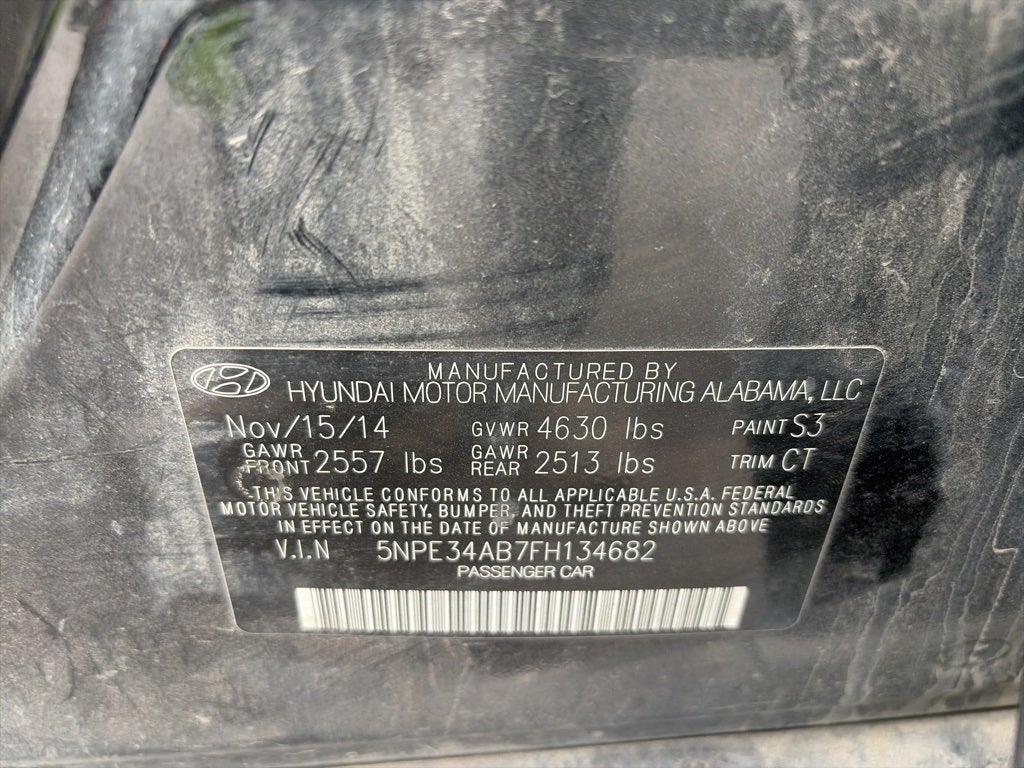 MANUFACTURED BY
HYUNDAI MOTOR MANUFACTURING ALABAMA, LLC
Nov/15/14 GVWR 4630 lbs PAINT S3
GAWR FRONT 2557 lbs GAWR REAR 2513 lbs TRIM CT
THIS VEHICLE CONFORMS TO ALL APPLICABLE U.S.A. FEDERAL
MOTOR VEHICLE SAFETY, BUMPER, AND THEFT PREVENTION STANDARDS
IN EFFECT ON THE DATE OF MANUFACTURE SHOWN ABOVE
V.I.N 5NPE34AB7FH134682
PASSENGER CAR